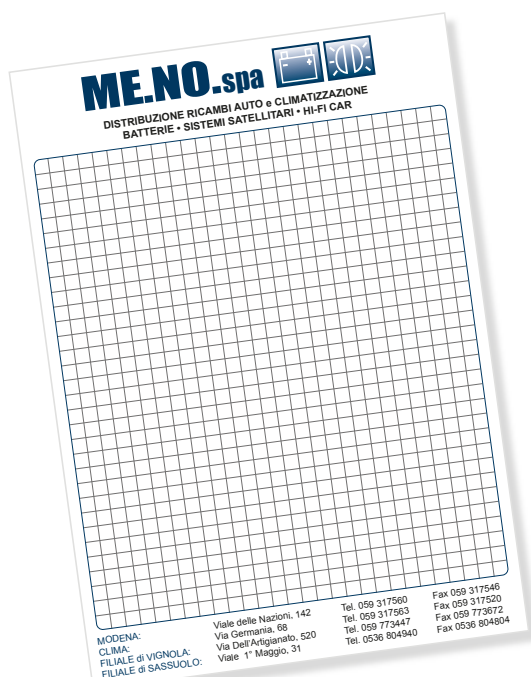 ME.NO.spa
DISTRIBUZIONE RICAMBI AUTO e CLIMATIZZAZIONE
BATTERIE • SISTEMI SATELLITARI • HI-FI CAR
MODENA: Viale delle Nazioni, 142 Tel. 059 317560 Fax 059 317546
CLIMA: Via Germania, 68 Tel. 059 317563 Fax 059 317520
FILIALE di VIGNOLA: Via Dell'Artigianato, 520 Tel. 059 773447 Fax 059 773672
FILIALE di SASSUOLO: Viale 1° Maggio, 31 Tel. 0536 804940 Fax 0536 804804